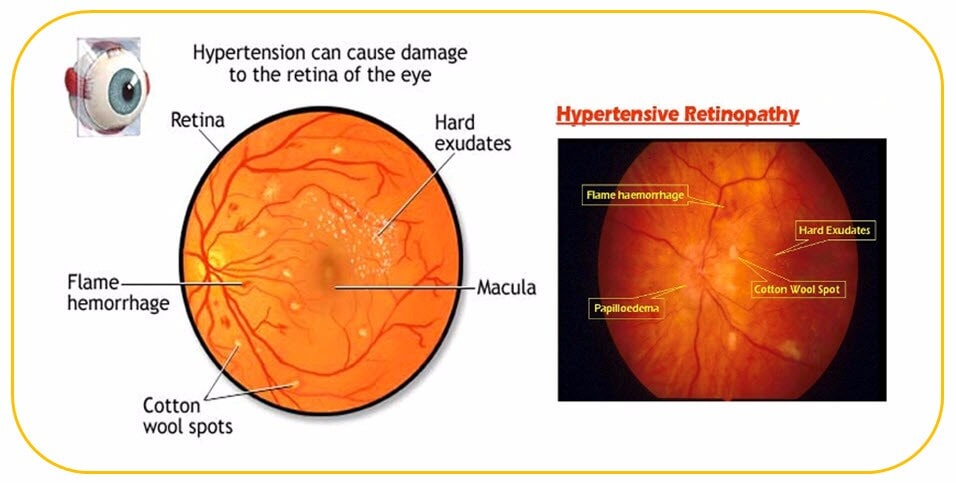 Hypertension can cause damage
to the retina of the eye
Retina
Hard
exudates
Flame
hemorrhage
Macula
Cotton
wool spots
Hypertensive Retinopathy
Flame haemorrhage
Hard Exudates
Cotton Wool Spot
Papilloedema